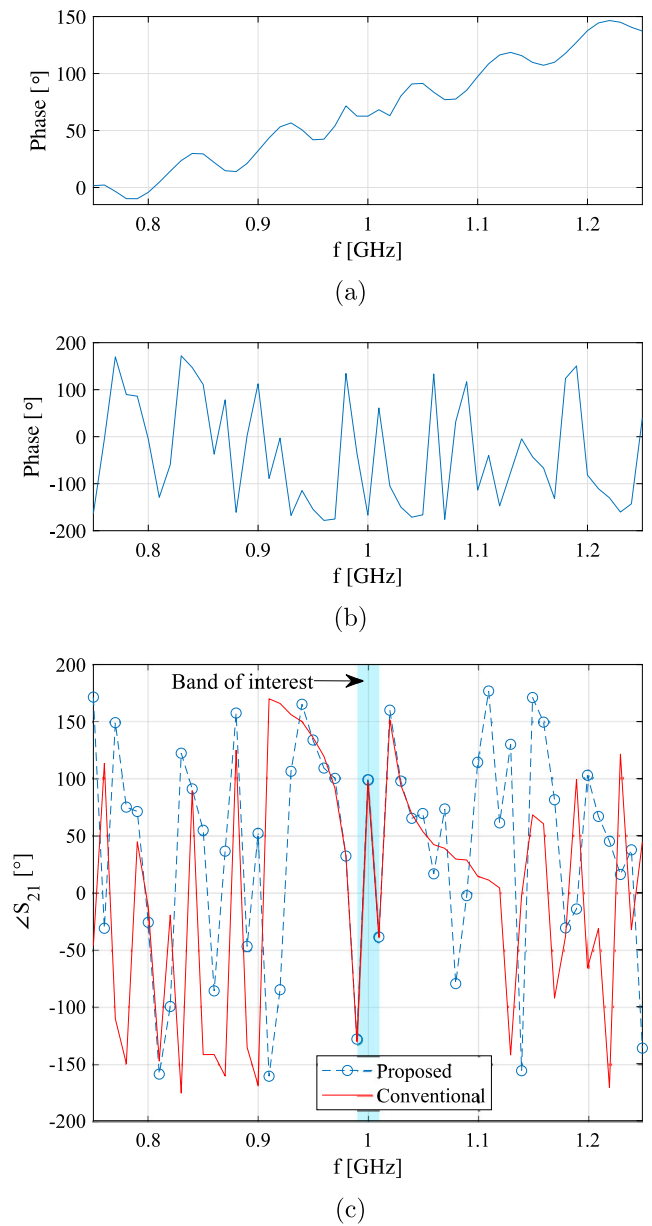 150
100
50
0
Phase [°]
0.8 0.9 1 1.1 1.2
f [GHz]
(a)
200
100
0
-100
-200
Phase [°]
0.8 0.9 1 1.1 1.2
f [GHz]
(b)
200
150
100
50
0
-50
-100
-150
-200
∠S21 [°]
Band of interest
Proposed
Conventional
0.8 0.9 1 1.1 1.2
f [GHz]
(c)